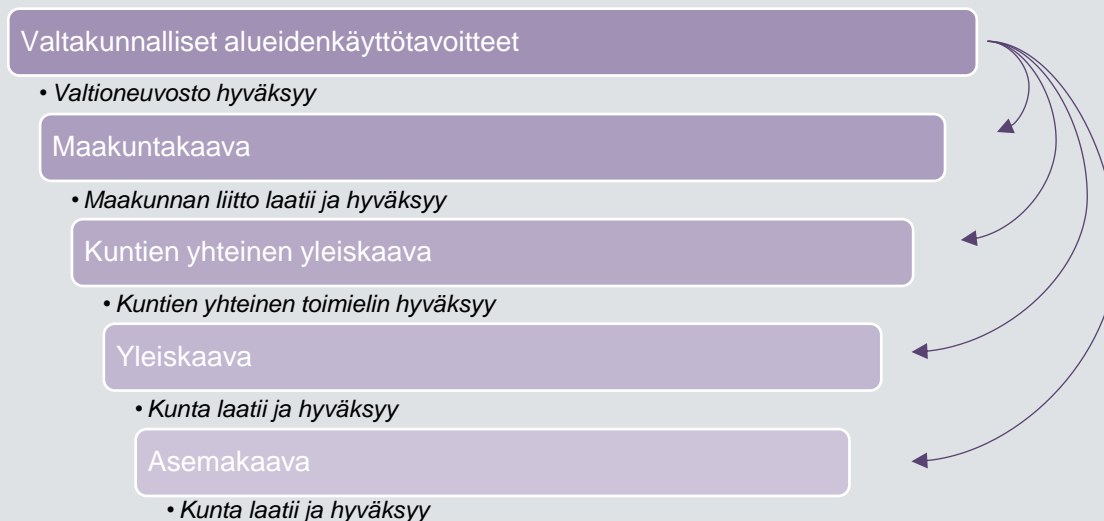 Valtakunnalliset alueidenkäyttötavoitteet
• Valtioneuvosto hyväksyy
Maakuntakaava
• Maakunnan liitto laatii ja hyväksyy
Kuntien yhteinen yleiskaava
• Kuntien yhteinen toimielin hyväksyy
Yleiskaava
• Kunta laatii ja hyväksyy
Asemakaava
• Kunta laatii ja hyväksyy